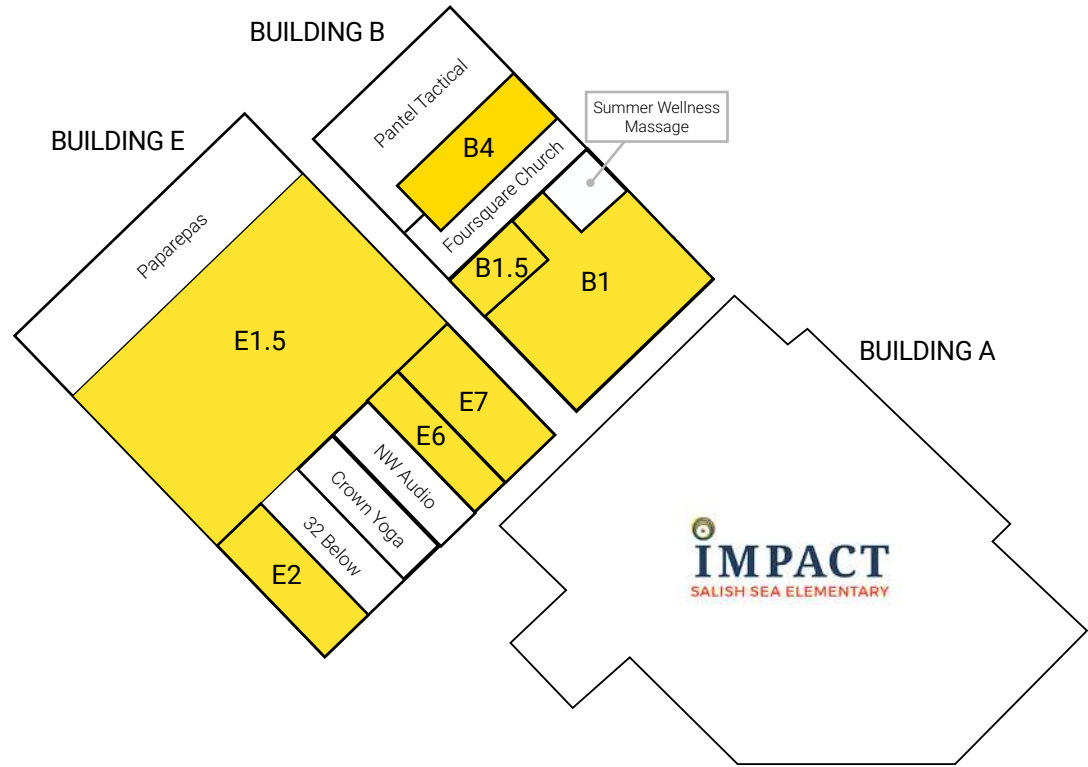 BUILDING B
Pantel Tactical
Summer Wellness
Massage
B4
BUILDING E
Foursquare Church
Paparepas
B1.5
B1
E1.5
BUILDING A
E7
E6
NW Audio
Crown Yoga
32 Below
E2
IMPACT
SALISH SEA ELEMENTARY